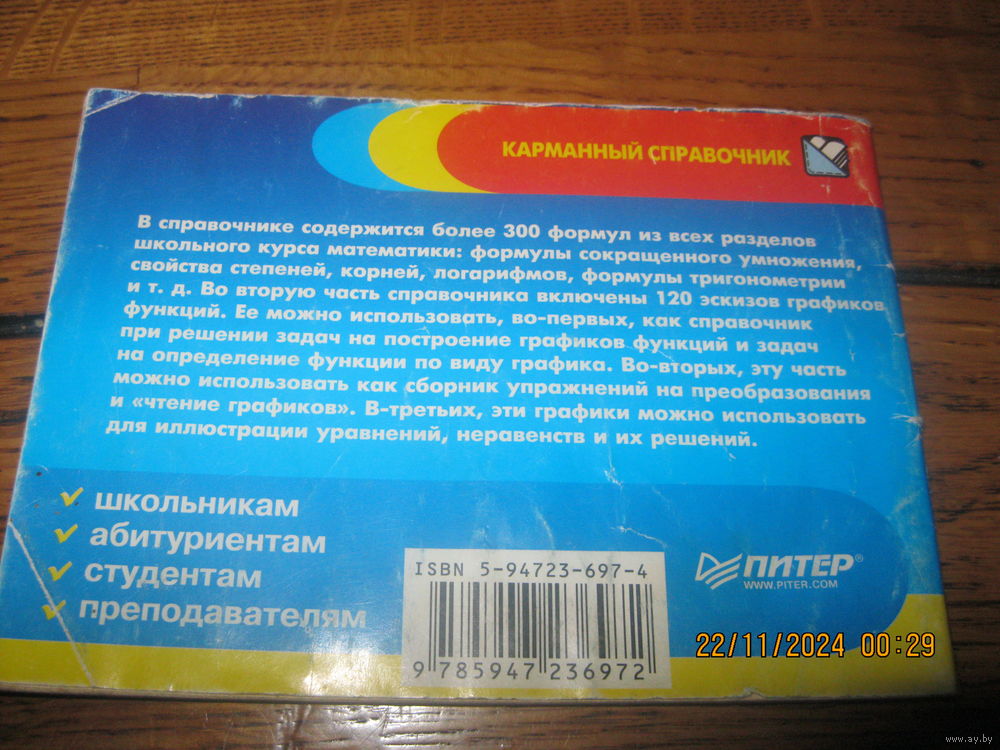 КАРМАННЫЙ СПРАВОЧНИК
В справочнике содержится более 300 формул из всех разделов
школьного курса математики: формулы сокращенного умножения,
свойства степеней, корней, логарифмов, формулы тригонометрии
и т. д. Во вторую часть справочника включены 120 эскизов графиков
функций. Ее можно использовать, во-первых, как справочник
при решении задач на построение графиков функций и задач
на определение функции по виду графика. Во-вторых, эту часть
можно использовать как сборник упражнений на преобразования
и «чтение графиков». В-третьих, эти графики можно использовать
для иллюстрации уравнений, неравенств и их решений.
школьникам
абитуриентам
студентам
преподавателям
ISBN 5-94723-697-4
9 785947 236972
ПИТЕР®
WWW.PITER.COM
22/11/2024 00:29
www.ay.by